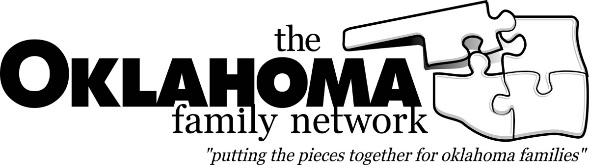 the
OKLAHOMA
family network
"putting the pieces together for oklahoma families"